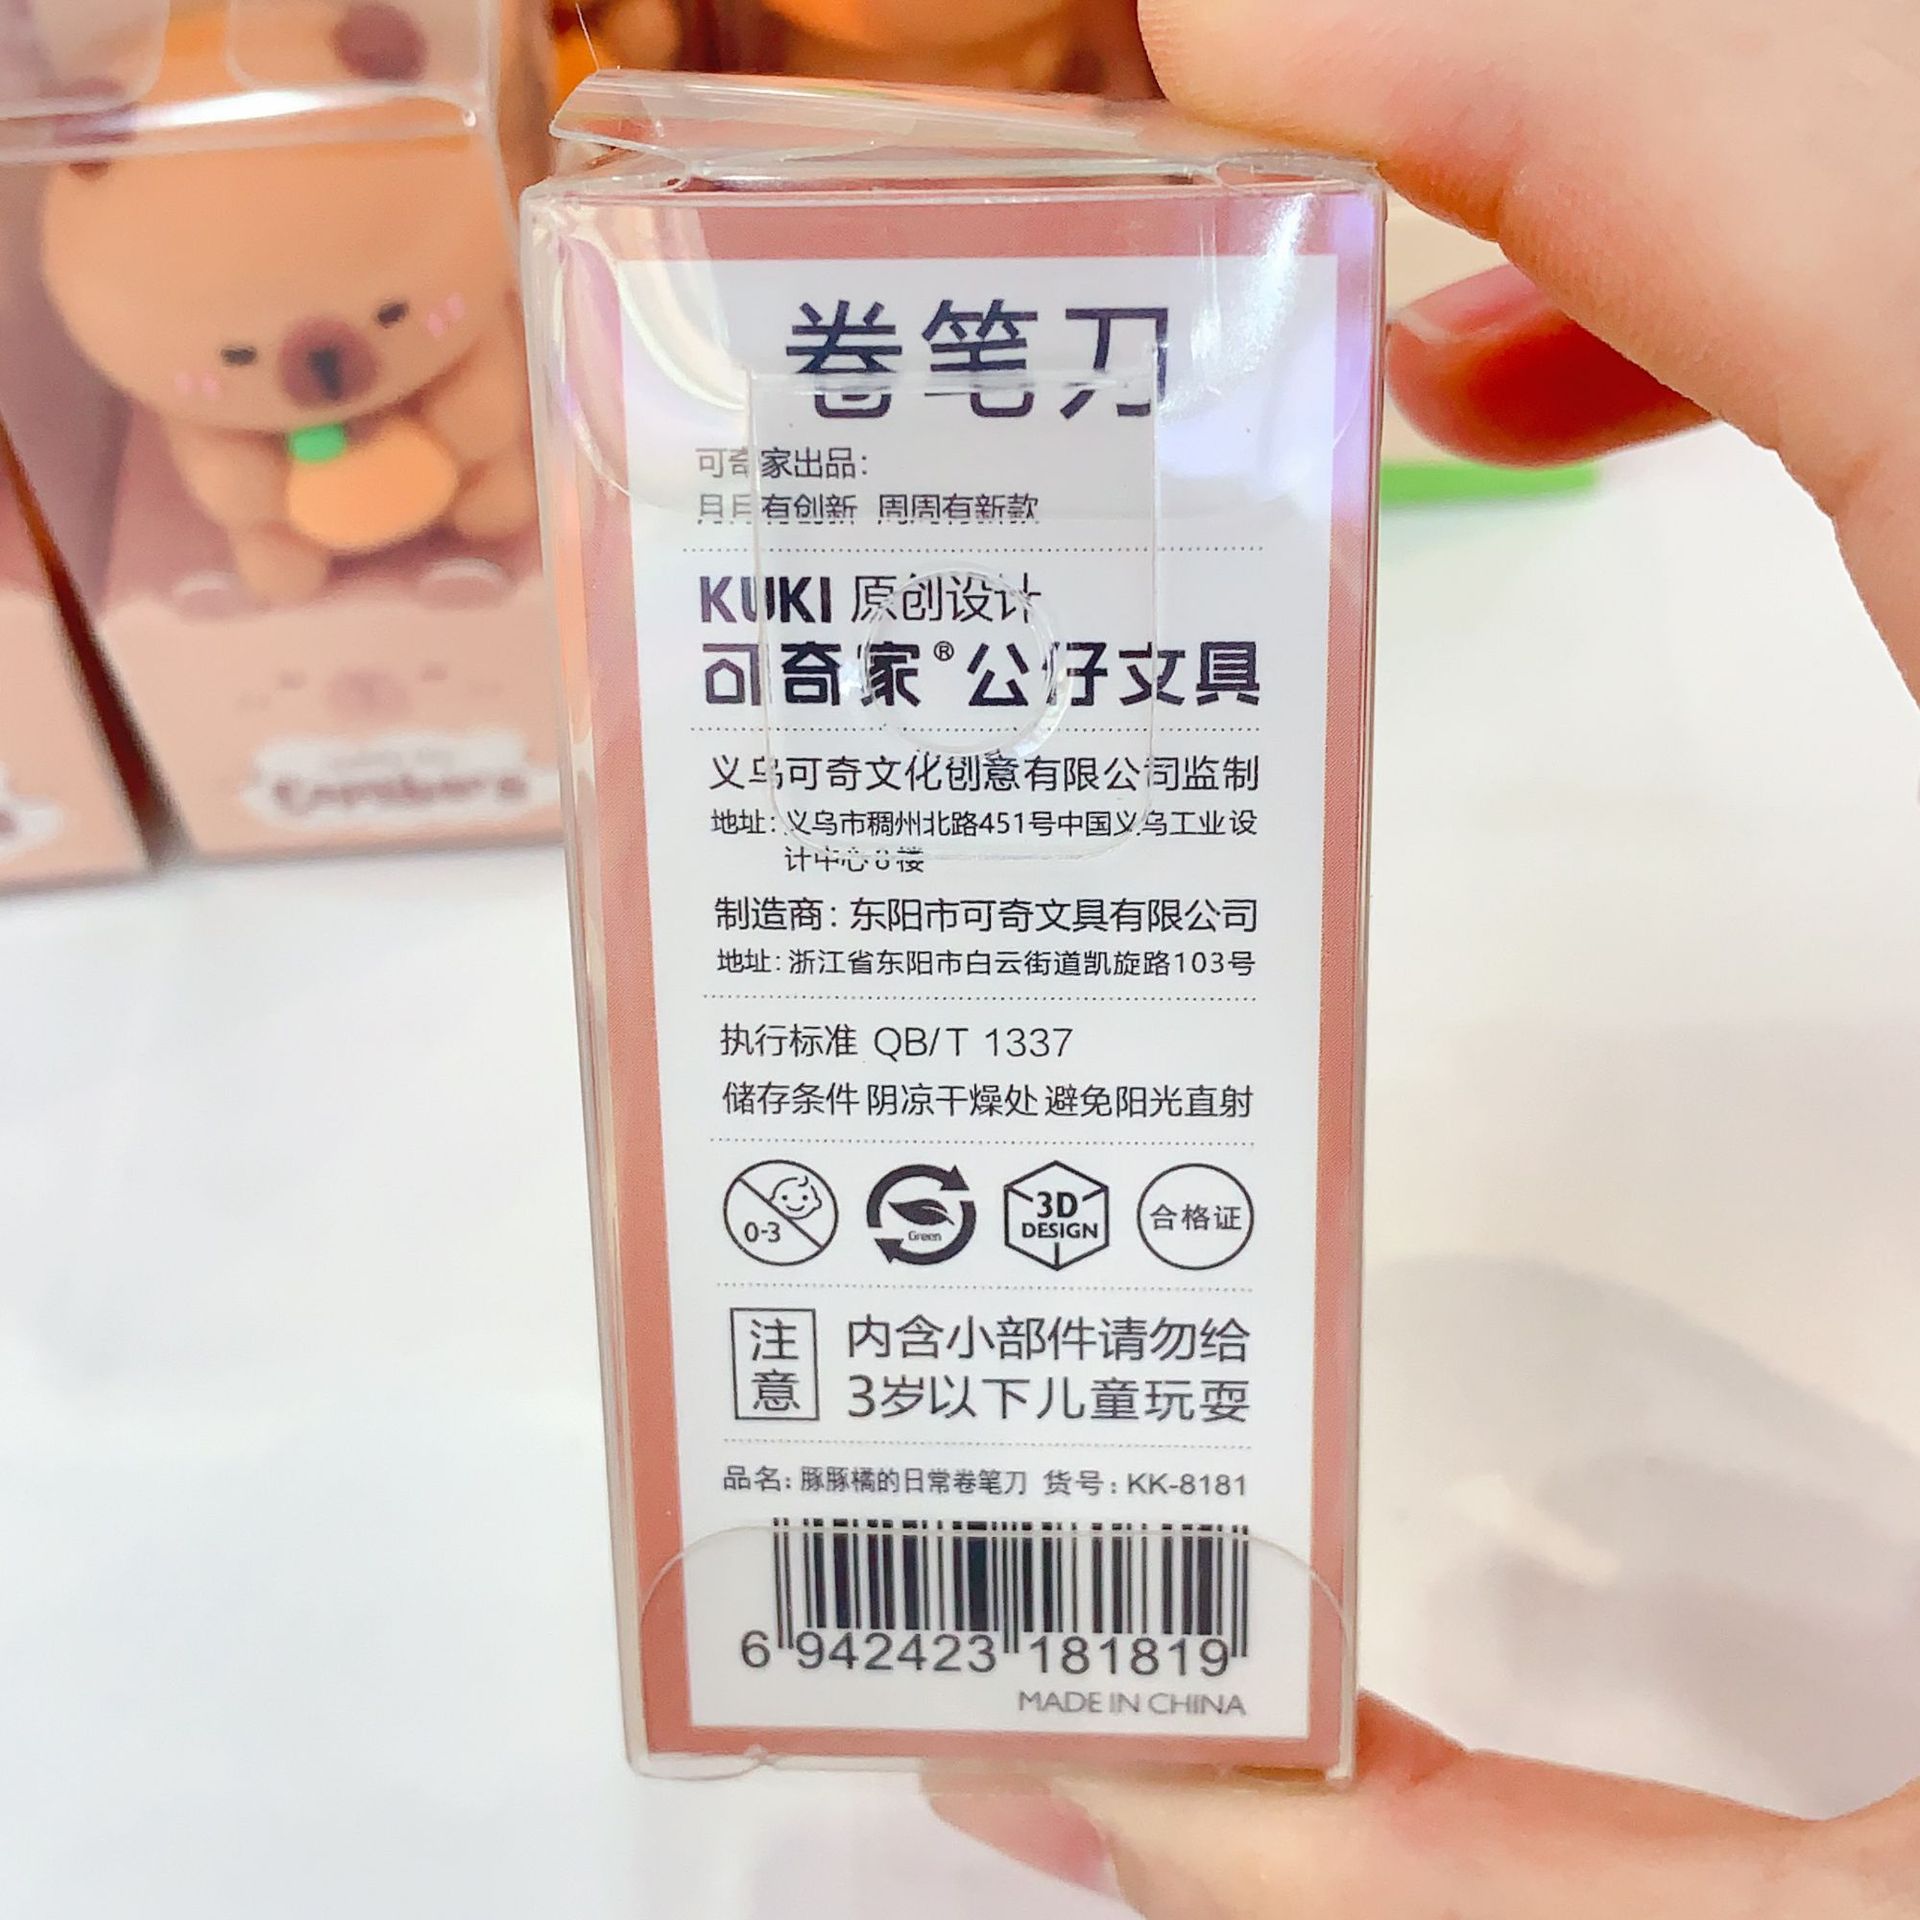 卷笔刀
可奇家出品：
月月有创新 周周有新款
KUKI 原创设计
可奇家®公仔文具
义乌可奇文化创意有限公司监制
地址：义乌市稠州北路451号中国义乌工业设
计中心8楼
制造商：东阳市可奇文具有限公司
地址：浙江省东阳市白云街道凯旋路103号
执行标准 QB/T 1337
储存条件 阴凉干燥处 避免阳光直射
0-3
Green
3D
DESIGN
合格证
注意
内含小部件请勿给
3岁以下儿童玩耍
品名：豚豚橘的日常卷笔刀 货号：KK-8181
6 942423 181819
MADE IN CHINA